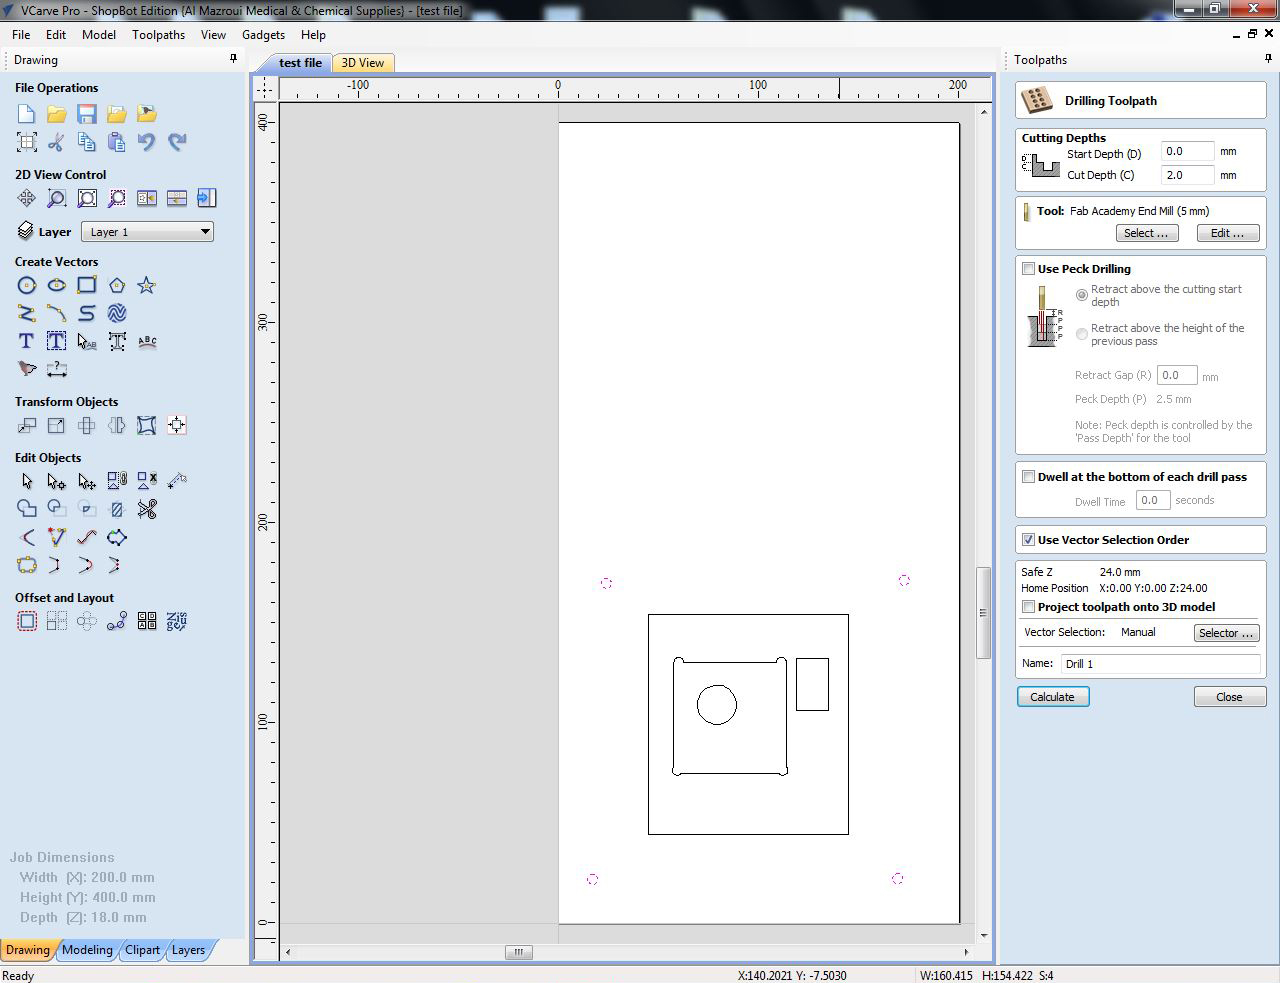 VCarve Pro - ShopBot Edition {Al Mazroui Medical & Chemical Supplies} - [test file]
File Edit Model Toolpaths View Gadgets Help
Drawing
File Operations
2D View Control
Layer Layer 1
Create Vectors
Transform Objects
Edit Objects
Offset and Layout
Job Dimensions
Width (X): 200.0 mm
Height (Y): 400.0 mm
Depth (Z): 18.0 mm
Drawing Modeling Clipart Layers
test file 3D View
-100 0 100 200
400
300
200
100
0
Toolpaths
Drilling Toolpath
Cutting Depths
Start Depth (D) 0.0 mm
Cut Depth (C) 2.0 mm
Tool: Fab Academy End Mill (5 mm)
Select ... Edit ...
Use Peck Drilling
Retract above the cutting start
depth
Retract above the height of the
previous pass
R
P
P
P
Retract Gap (R) 0.0 mm
Peck Depth (P) 2.5 mm
Note: Peck depth is controlled by the
'Pass Depth' for the tool
Dwell at the bottom of each drill pass
Dwell Time 0.0 seconds
Use Vector Selection Order
Safe Z 24.0 mm
Home Position X:0.00 Y:0.00 Z:24.00
Project toolpath onto 3D model
Vector Selection: Manual Selector ...
Name: Drill 1
Calculate Close
Ready X:140.2021 Y: -7.5030 W:160.415 H:154.422 S:4